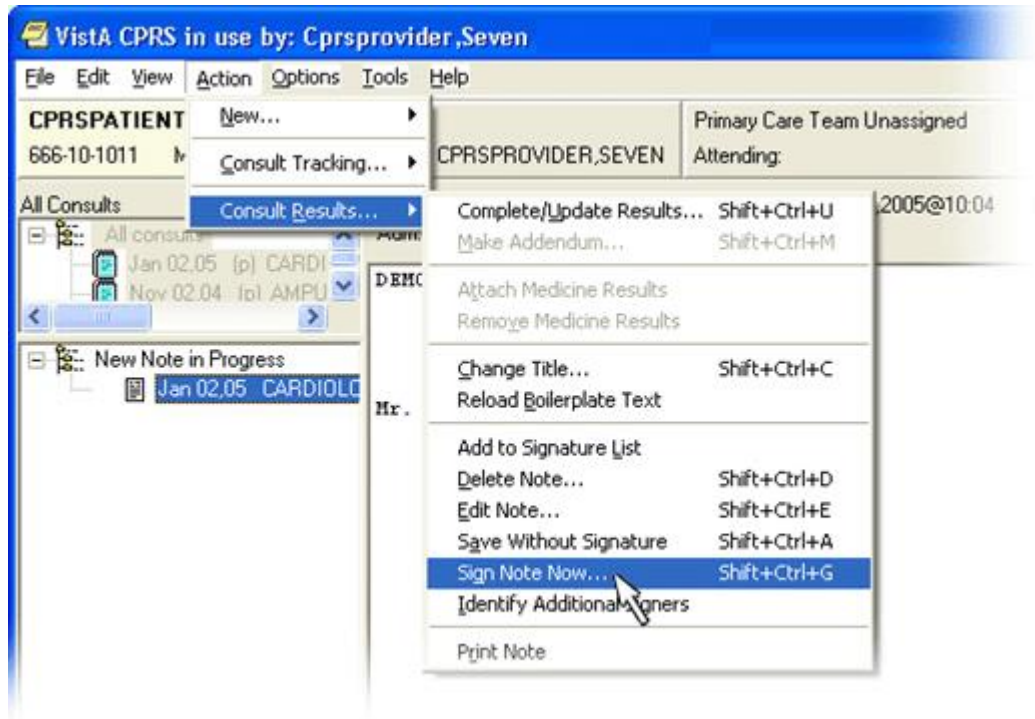 VistA CPRS in use by: Cprsprovider,Seven
File Edit View Action Options Tools Help
CPRSPATIENT
New...
Primary Care Team Unassigned
666-10-1011
Consult Tracking...
CPRSPROVIDER,SEVEN
Attending:
All Consults
Consult Results...
,2005@10:04
Complete/Update Results... Shift+Ctrl+U
All consults
Make Addendum... Shift+Ctrl+M
Jan 02,05 (p) CARDI
Nov 02,04 (p) AMPU
DEMO
Attach Medicine Results
Remove Medicine Results
New Note in Progress
Jan 02,05 CARDIOLO
Mr.
Change Title... Shift+Ctrl+C
Reload Boilerplate Text
Add to Signature List
Delete Note... Shift+Ctrl+D
Edit Note... Shift+Ctrl+E
Save Without Signature Shift+Ctrl+A
Sign Note Now... Shift+Ctrl+G
Identify Additional Signers
Print Note